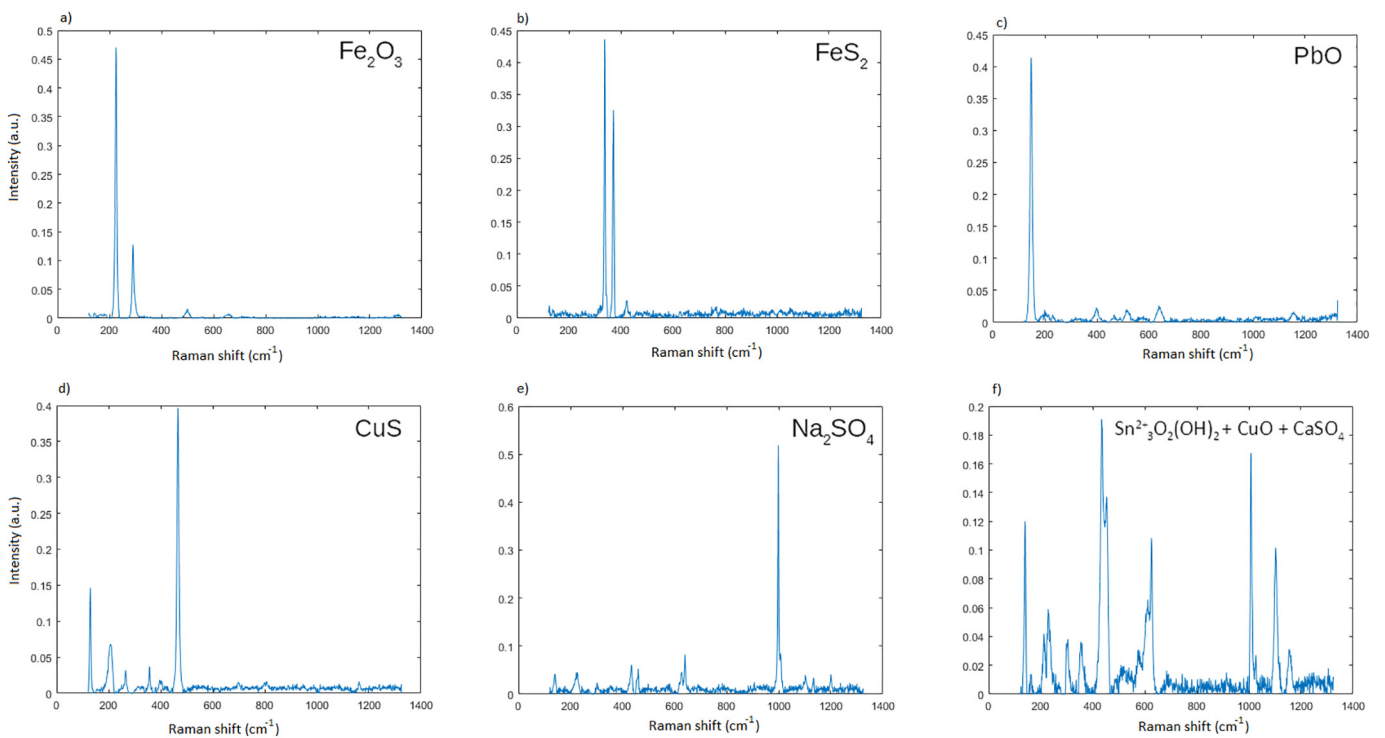 a)
Fe₂O₃
Intensity (a.u.)
0.5
0.45
0.4
0.35
0.3
0.25
0.2
0.15
0.1
0.05
0
0 200 400 600 800 1000 1200 1400
Raman shift (cm⁻¹)
b)
FeS₂
0.45
0.4
0.35
0.3
0.25
0.2
0.15
0.1
0.05
0
0 200 400 600 800 1000 1200 1400
Raman shift (cm⁻¹)
c)
PbO
0.45
0.4
0.35
0.3
0.25
0.2
0.15
0.1
0.05
0
0 200 400 600 800 1000 1200 1400
Raman shift (cm⁻¹)
d)
CuS
Intensity (a.u.)
0.4
0.35
0.3
0.25
0.2
0.15
0.1
0.05
0
0 200 400 600 800 1000 1200 1400
Raman shift (cm⁻¹)
e)
Na₂SO₄
0.6
0.5
0.4
0.3
0.2
0.1
0
0 200 400 600 800 1000 1200 1400
Raman shift (cm⁻¹)
f)
Sn²⁺₃O₂(OH)₂ + CuO + CaSO₄
0.2
0.18
0.16
0.14
0.12
0.1
0.08
0.06
0.04
0.02
0
0 200 400 600 800 1000 1200 1400
Raman shift (cm⁻¹)